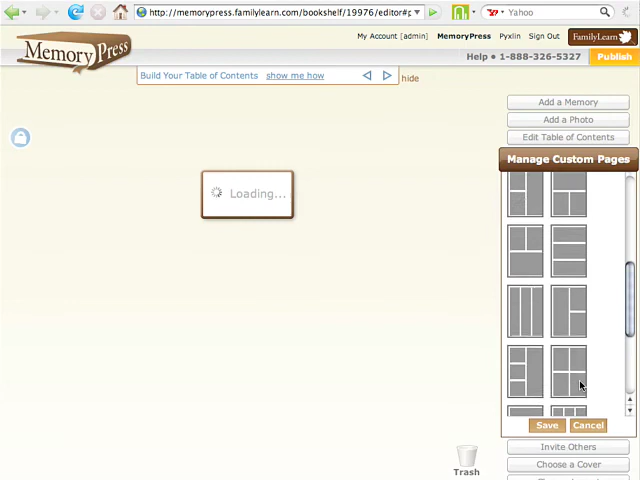 http://memorypress.familylearn.com/bookshelf/19976/editor#p
Yahoo
My Account [admin]
MemoryPress
Pyxlin
Sign Out
FamilyLearn
MemoryPress
Help • 1-888-326-5327
Publish
Build Your Table of Contents
show me how
hide
Add a Memory
Add a Photo
Edit Table of Contents
Manage Custom Pages
Loading...
Save
Cancel
Invite Others
Choose a Cover
Trash